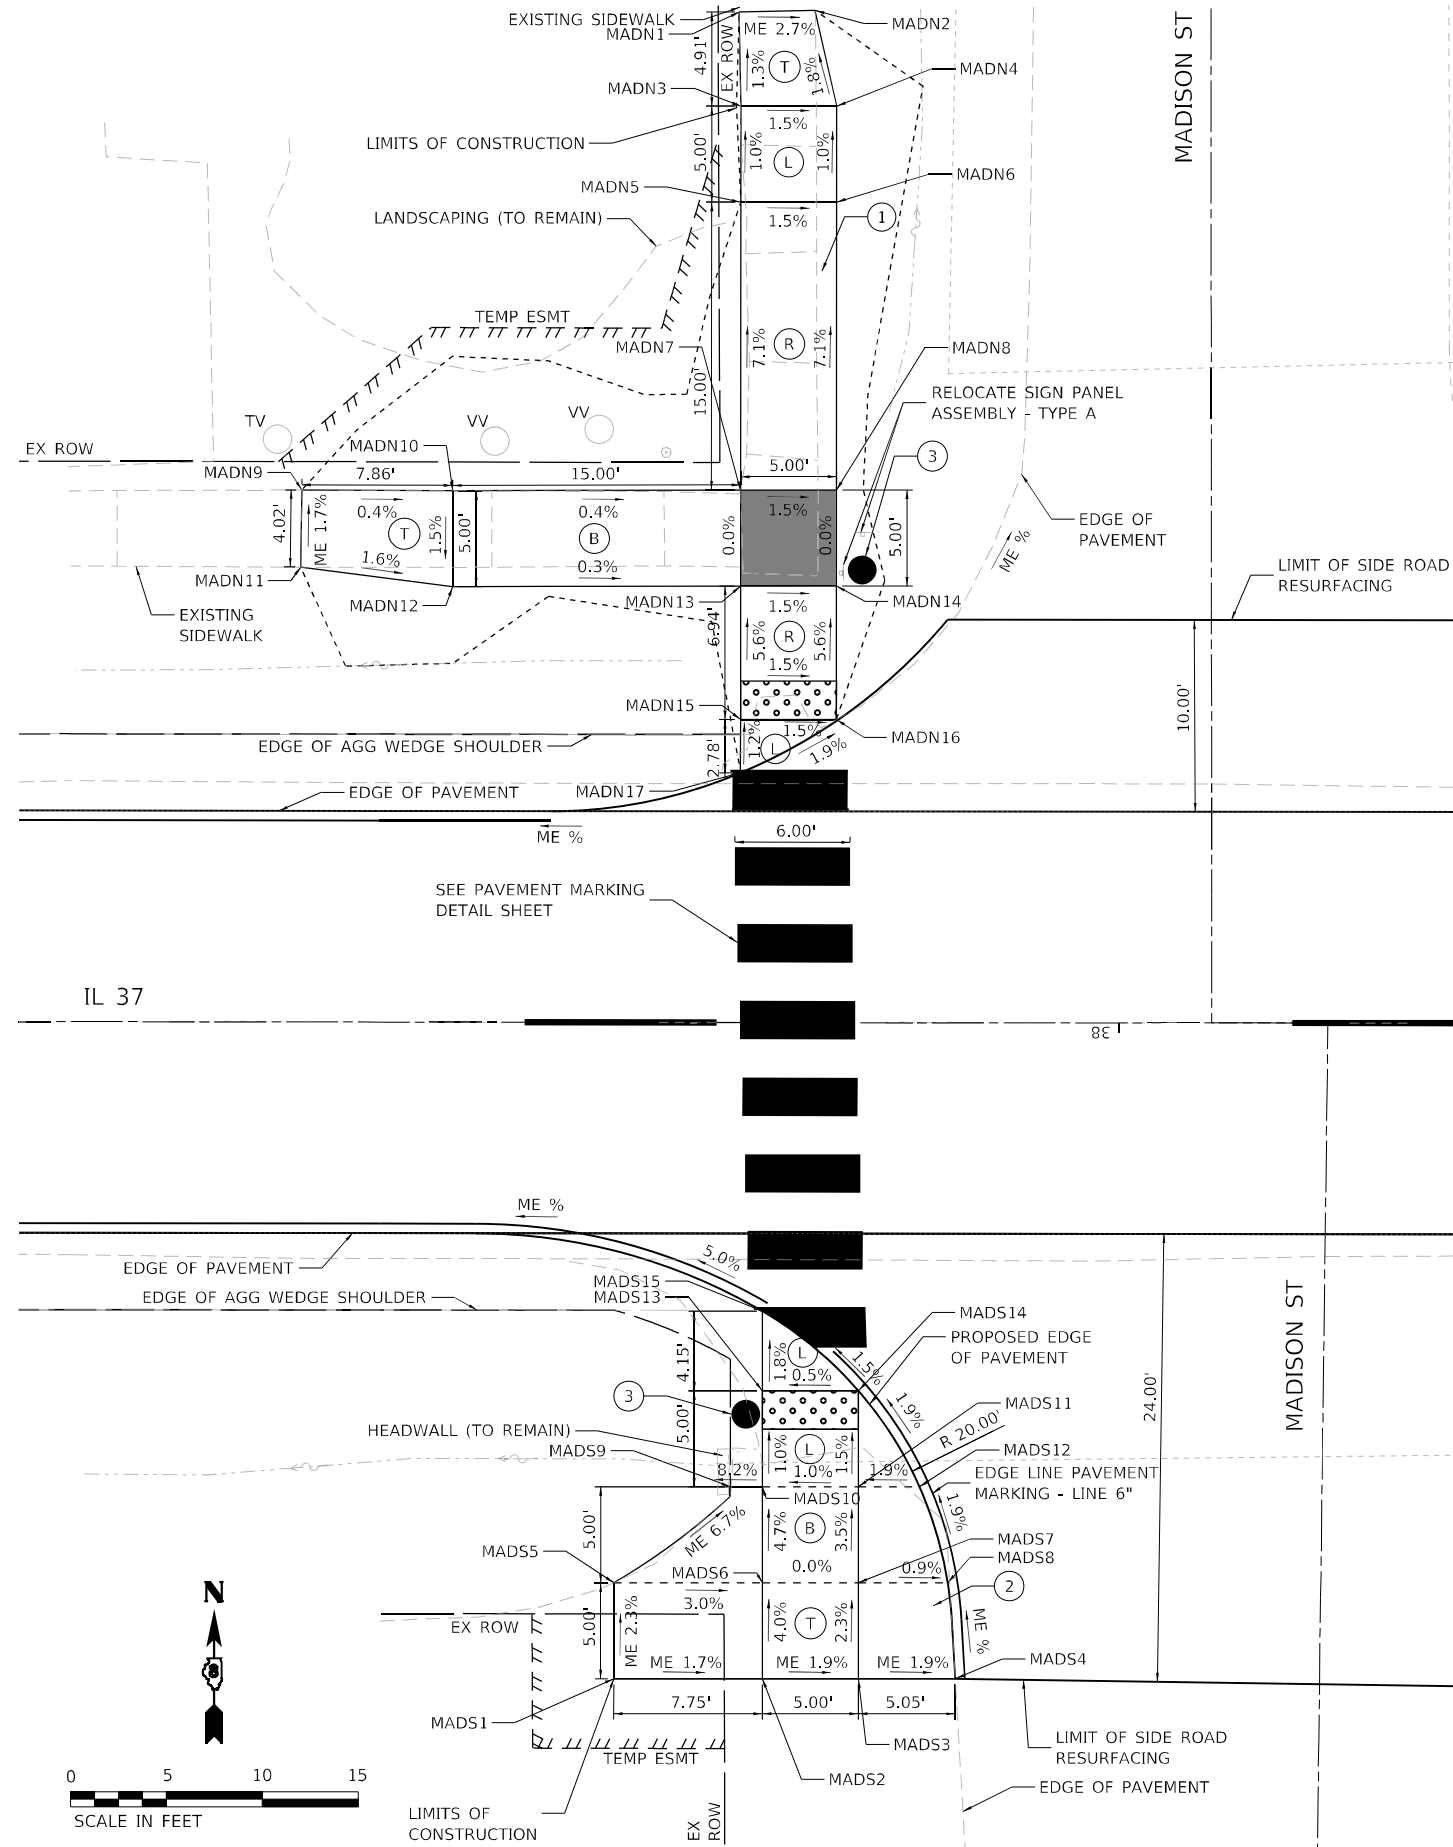 EXISTING SIDEWALK
MADN1
MADN2
ME 2.7%
4.91'
EX ROW
1.3%
T
1.8%
MADISON ST
MADN3
MADN4
1.5%
LIMITS OF CONSTRUCTION
5.00'
1.0%
L
1.0%
MADN5
MADN6
LANDSCAPING (TO REMAIN)
1.5%
1
TEMP ESMT
MADN7
7.1%
R
7.1%
MADN8
15.00'
RELOCATE SIGN PANEL
ASSEMBLY - TYPE A
TV
VV
VV
EX ROW
MADN10
3
MADN9
7.86'
15.00'
5.00'
4.02'
ME 1.7%
0.4%
T
1.5%
5.00'
0.4%
B
0.3%
0.0%
1.5%
0.0%
5.00'
1.6%
EDGE OF
PAVEMENT
ME %
LIMIT OF SIDE ROAD
RESURFACING
MADN11
MADN12
MADN13
MADN14
EXISTING
SIDEWALK
1.5%
6.94'
5.6%
R
5.6%
1.5%
MADN15
10.00'
1.5%
MADN16
EDGE OF AGG WEDGE SHOULDER
2.78'
1.2%
L
1.9%
EDGE OF PAVEMENT
MADN17
ME %
6.00'
SEE PAVEMENT MARKING
DETAIL SHEET
IL 37
38
ME %
5.0%
EDGE OF PAVEMENT
MADS15
MADS13
EDGE OF AGG WEDGE SHOULDER
MADS14
PROPOSED EDGE
OF PAVEMENT
4.15'
1.8%
L
0.5%
1.5%
3
1.9%
MADS11
5.00'
HEADWALL (TO REMAIN)
R 20.00'
MADS9
1.0%
L
1.5%
MADS12
8.2%
1.0%
1.9%
EDGE LINE PAVEMENT
MARKING - LINE 6"
MADS10
1.9%
24.00'
MADISON ST
5.00'
ME 6.7%
4.7%
B
3.5%
MADS7
MADS5
MADS6
0.0%
0.9%
MADS8
2
N
3.0%
EX ROW
5.00'
ME 2.3%
4.0%
T
2.3%
ME %
8
ME 1.7%
ME 1.9%
ME 1.9%
MADS4
7.75'
5.00'
5.05'
MADS1
MADS3
LIMIT OF SIDE ROAD
RESURFACING
TEMP ESMT
MADS2
EDGE OF PAVEMENT
0 5 10 15
SCALE IN FEET
LIMITS OF
CONSTRUCTION
EX
ROW